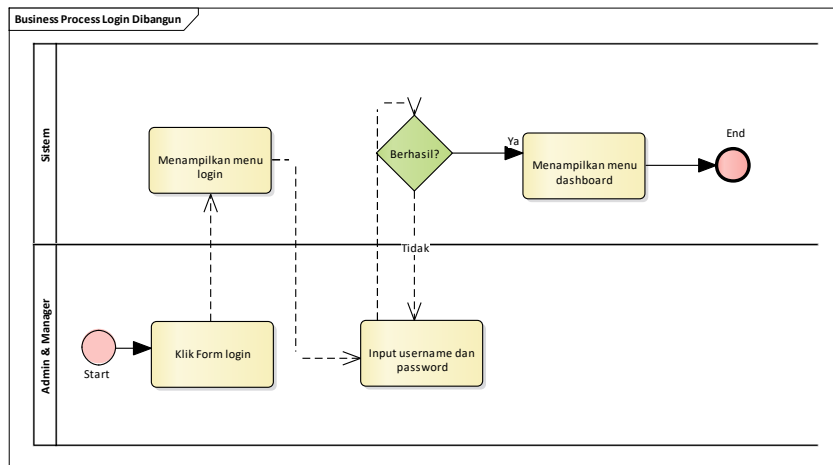 Business Process Login Dibangun
Sistem
Menampilkan menu
login
Berhasil?
Ya
Menampilkan menu
dashboard
End
Tidak
Admin & Manager
Start
Klik Form login
Input username dan
password